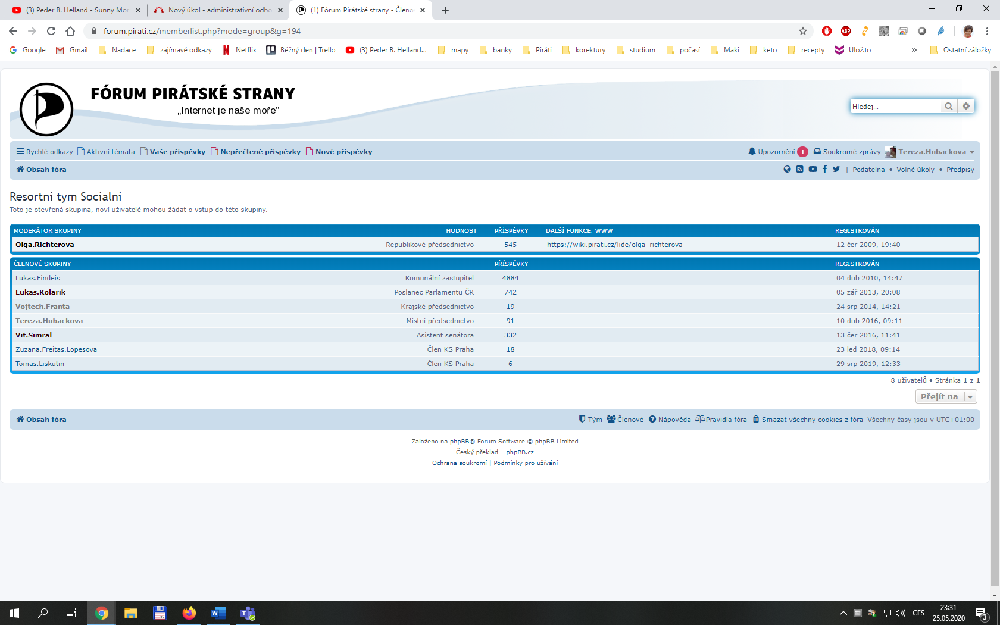 (3) Peder B. Helland - Sunny Mor
Nový úkol - administrativní odbo
(1) Fórum Pirátské strany - Členo
forum.pirati.cz/memberlist.php?mode=group&g=194
ABP
Google
Gmail
Nadace
zajímavé odkazy
Netflix
Běžný den | Trello
(3) Peder B. Helland...
mapy
banky
Piráti
korektury
studium
počasí
Maki
keto
recepty
Ulož.to
»
Ostatní záložky
FÓRUM PIRÁTSKÉ STRANY
„Internet je naše moře“
Hledej...
Rychlé odkazy Aktivní témata Vaše příspěvky Nepřečtené příspěvky Nové příspěvky
Upozornění 1 Soukromé zprávy Tereza.Hubackova
Obsah fóra
| Podatelna • Volné úkoly • Předpisy
Resortni tym Socialni
Toto je otevřená skupina, noví uživatelé mohou žádat o vstup do této skupiny.
MODERÁTOR SKUPINY HODNOST PŘÍSPĚVKY DALŠÍ FUNKCE, WWW REGISTROVÁN
Olga.Richterova Republikové předsednictvo 545 https://wiki.pirati.cz/lide/olga_richterova 12 čer 2009, 19:40
ČLENOVÉ SKUPINY PŘÍSPĚVKY REGISTROVÁN
Lukas.Findeis Komunální zastupitel 4884 04 dub 2010, 14:47
Lukas.Kolarik Poslanec Parlamentu ČR 742 05 zář 2013, 20:08
Vojtech.Franta Krajské předsednictvo 19 24 srp 2014, 14:21
Tereza.Hubackova Místní předsednictvo 91 10 dub 2016, 09:11
Vit.Simral Asistent senátora 332 13 čer 2016, 11:41
Zuzana.Freitas.Lopesova Člen KS Praha 18 23 led 2018, 09:14
Tomas.Liskutin Člen KS Praha 6 29 srp 2019, 12:33
8 uživatelů • Stránka 1 z 1
Přejít na
Obsah fóra
Tým Členové Nápověda Pravidla fóra Smazat všechny cookies z fóra Všechny časy jsou v UTC+01:00
Založeno na phpBB® Forum Software © phpBB Limited
Český překlad – phpBB.cz
Ochrana soukromí | Podmínky pro užívání
CES
23:31
25.05.2020
3